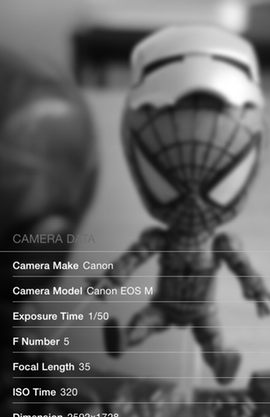 CAMERA DATA
Camera Make Canon
Camera Model Canon EOS M
Exposure Time 1/50
F Number 5
Focal Length 35
ISO Time 320
Dimension 2592x1728